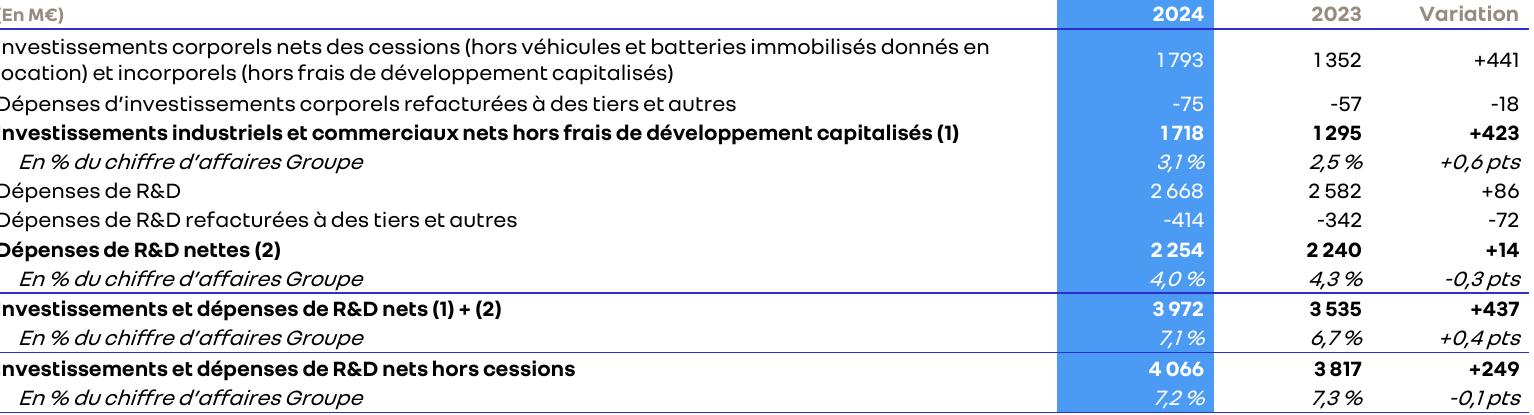 (En M€) 2024 2023 Variation
nvestissements corporels nets des cessions (hors véhicules et batteries immobilisés donnés en
ocation) et incorporels (hors frais de développement capitalisés) 1 793 1 352 +441
Dépenses d’investissements corporels refacturées à des tiers et autres -75 -57 -18
Investissements industriels et commerciaux nets hors frais de développement capitalisés (1) 1 718 1 295 +423
En % du chiffre d’affaires Groupe 3,1 % 2,5 % +0,6 pts
Dépenses de R&D 2 668 2 582 +86
Dépenses de R&D refacturées à des tiers et autres -414 -342 -72
Dépenses de R&D nettes (2) 2 254 2 240 +14
En % du chiffre d’affaires Groupe 4,0 % 4,3 % -0,3 pts
Investissements et dépenses de R&D nets (1) + (2) 3 972 3 535 +437
En % du chiffre d’affaires Groupe 7,1 % 6,7 % +0,4 pts
Investissements et dépenses de R&D nets hors cessions 4 066 3 817 +249
En % du chiffre d’affaires Groupe 7,2 % 7,3 % -0,1 pts